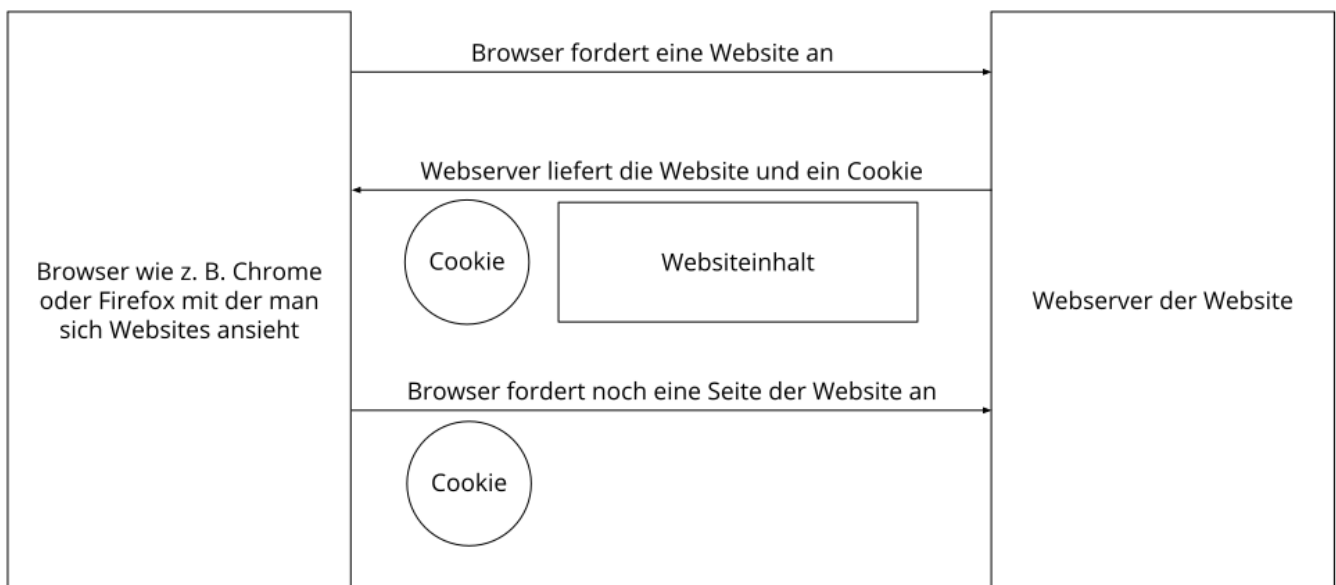 Browser fordert eine Website an
Webserver liefert die Website und ein Cookie
Cookie
Websiteinhalt
Browser wie z. B. Chrome
oder Firefox mit der man
sich Websites ansieht
Webserver der Website
Browser fordert noch eine Seite der Website an
Cookie